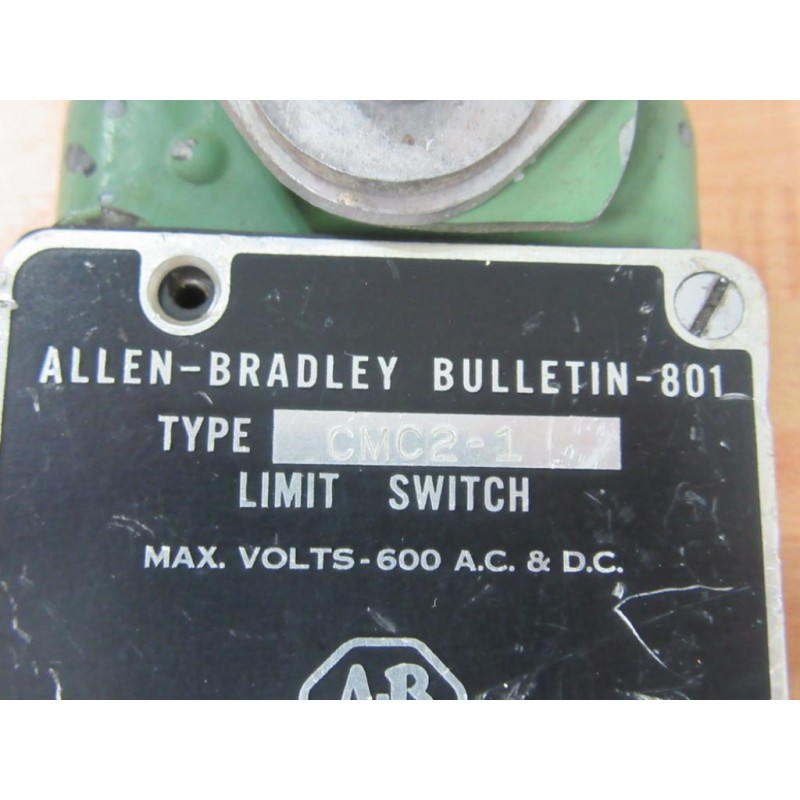 ALLEN-BRADLEY BULLETIN-801
TYPE CMC2-1
LIMIT SWITCH
MAX. VOLTS-600 A.C. & D.C.
A-B